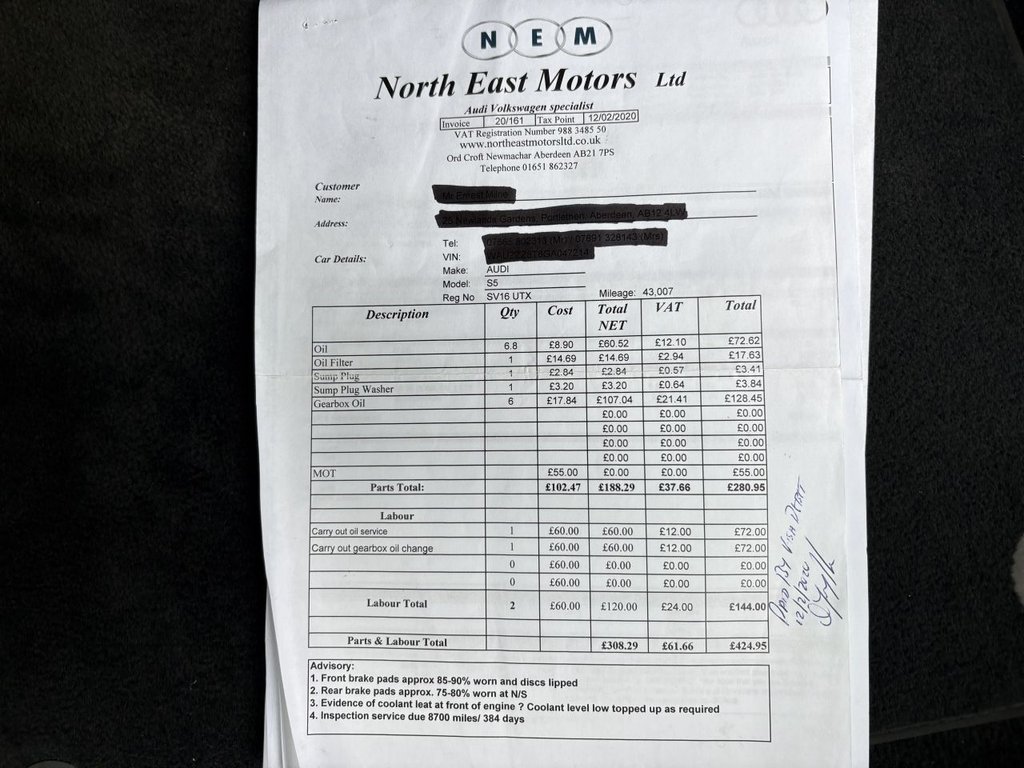 N E M
North East Motors Ltd
Audi Volkswagen specialist
Invoice 20/161 Tax Point 12/02/2020
VAT Registration Number 988 3485 50
www.northeastmotorsltd.co.uk
Ord Croft Newmachar Aberdeen AB21 7PS
Telephone 01651 862327
Customer
Name:
Address:
Tel:
Car Details: VIN:
Make: AUDI
Model: S5
Reg No SV16 UTX Mileage: 43,007
Description Qty Cost Total NET VAT Total
Oil 6.8 £8.90 £60.52 £12.10 £72.62
Oil Filter 1 £14.69 £14.69 £2.94 £17.63
Sump Plug 1 £2.84 £2.84 £0.57 £3.41
Sump Plug Washer 1 £3.20 £3.20 £0.64 £3.84
Gearbox Oil 6 £17.84 £107.04 £21.41 £128.45
£0.00 £0.00 £0.00
£0.00 £0.00 £0.00
£0.00 £0.00 £0.00
£0.00 £0.00 £0.00
MOT £55.00 £0.00 £0.00 £55.00
Parts Total: £102.47 £188.29 £37.66 £280.95
Labour
Carry out oil service 1 £60.00 £60.00 £12.00 £72.00
Carry out gearbox oil change 1 £60.00 £60.00 £12.00 £72.00
0 £60.00 £0.00 £0.00 £0.00
0 £60.00 £0.00 £0.00 £0.00
Labour Total 2 £60.00 £120.00 £24.00 £144.00
Parts & Labour Total £308.29 £61.66 £424.95
Advisory:
1. Front brake pads approx 85-90% worn and discs lipped
2. Rear brake pads approx. 75-80% worn at N/S
3. Evidence of coolant leat at front of engine ? Coolant level low topped up as required
4. Inspection service due 8700 miles/ 384 days
PAID BY VISA DEBIT
12/2/2020